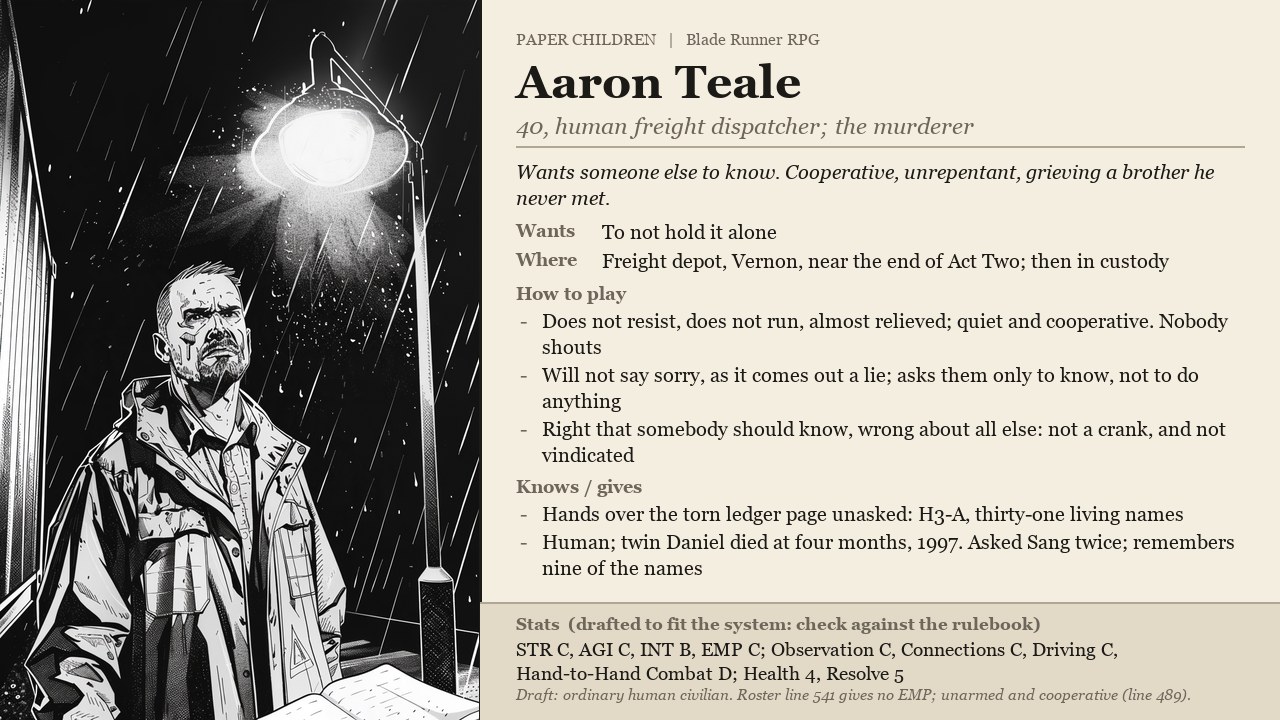 PAPER CHILDREN | Blade Runner RPG
Aaron Teale
40, human freight dispatcher; the murderer
Wants someone else to know. Cooperative, unrepentant, grieving a brother he
never met.
Wants To not hold it alone
Where Freight depot, Vernon, near the end of Act Two; then in custody
How to play
- Does not resist, does not run, almost relieved; quiet and cooperative. Nobody
shouts
- Will not say sorry, as it comes out a lie; asks them only to know, not to do
anything
- Right that somebody should know, wrong about all else: not a crank, and not
vindicated
Knows / gives
- Hands over the torn ledger page unasked: H3-A, thirty-one living names
- Human; twin Daniel died at four months, 1997. Asked Sang twice; remembers
nine of the names
Stats (drafted to fit the system: check against the rulebook)
STR C, AGI C, INT B, EMP C; Observation C, Connections C, Driving C,
Hand-to-Hand Combat D; Health 4, Resolve 5
Draft: ordinary human civilian. Roster line 541 gives no EMP; unarmed and cooperative (line 489).